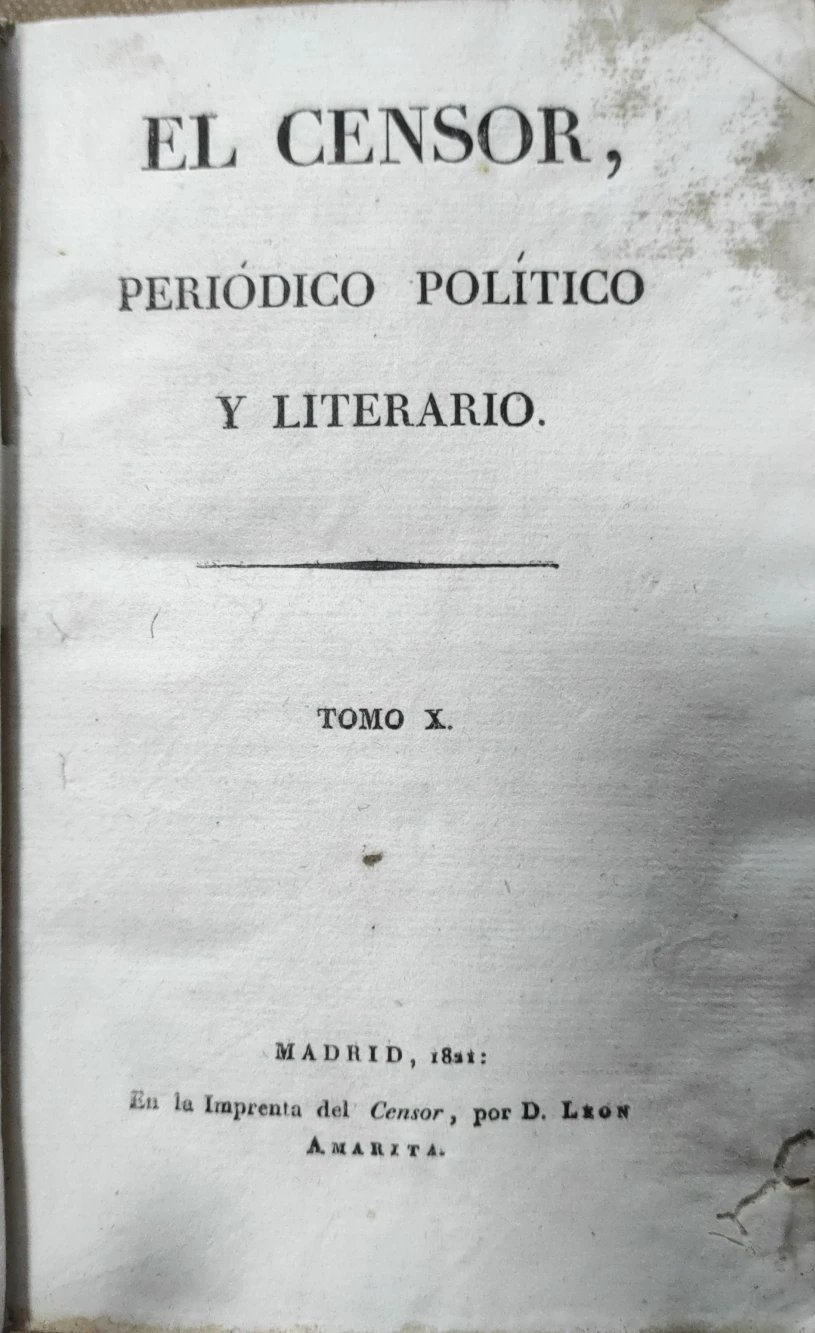 EL CENSOR,
PERIÓDICO POLÍTICO
Y LITERARIO.
TOMO X.
MADRID, 1821:
En la Imprenta del Censor, por D. LEON
AMARITA.